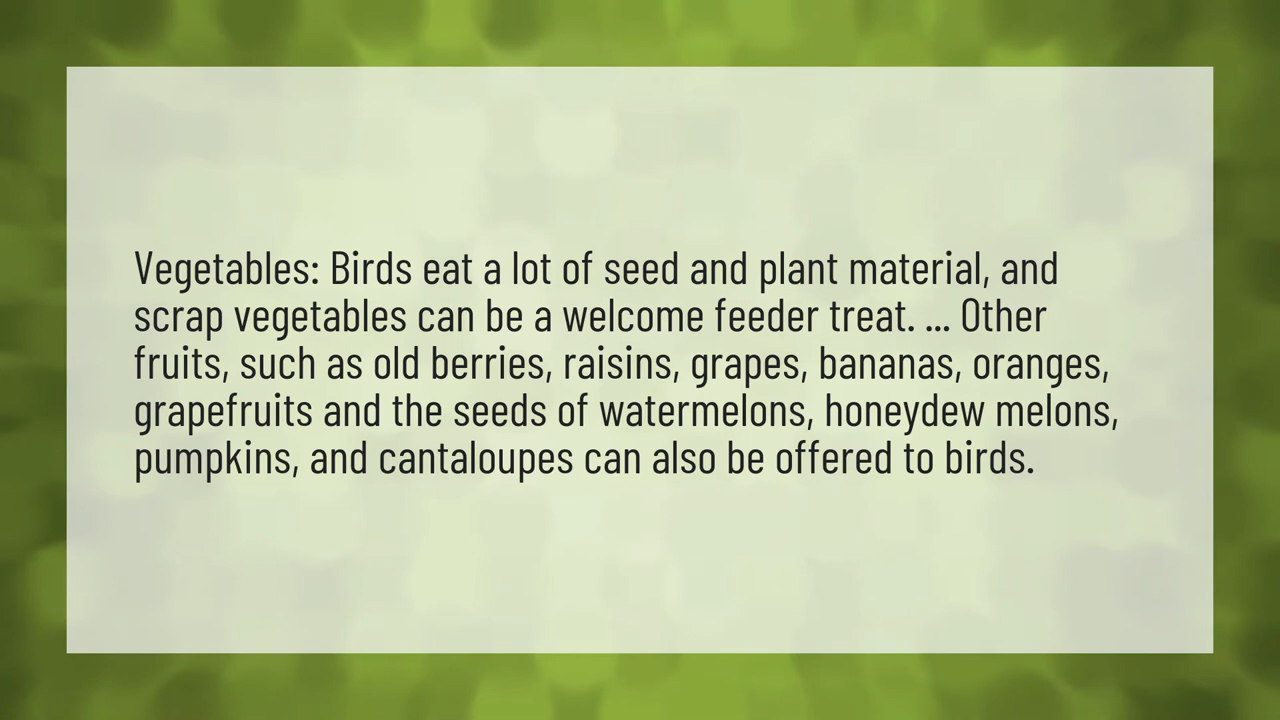 Vegetables: Birds eat a lot of seed and plant material, and
scrap vegetables can be a welcome feeder treat. ... Other
fruits, such as old berries, raisins, grapes, bananas, oranges,
grapefruits and the seeds of watermelons, honeydew melons,
pumpkins, and cantaloupes can also be offered to birds.